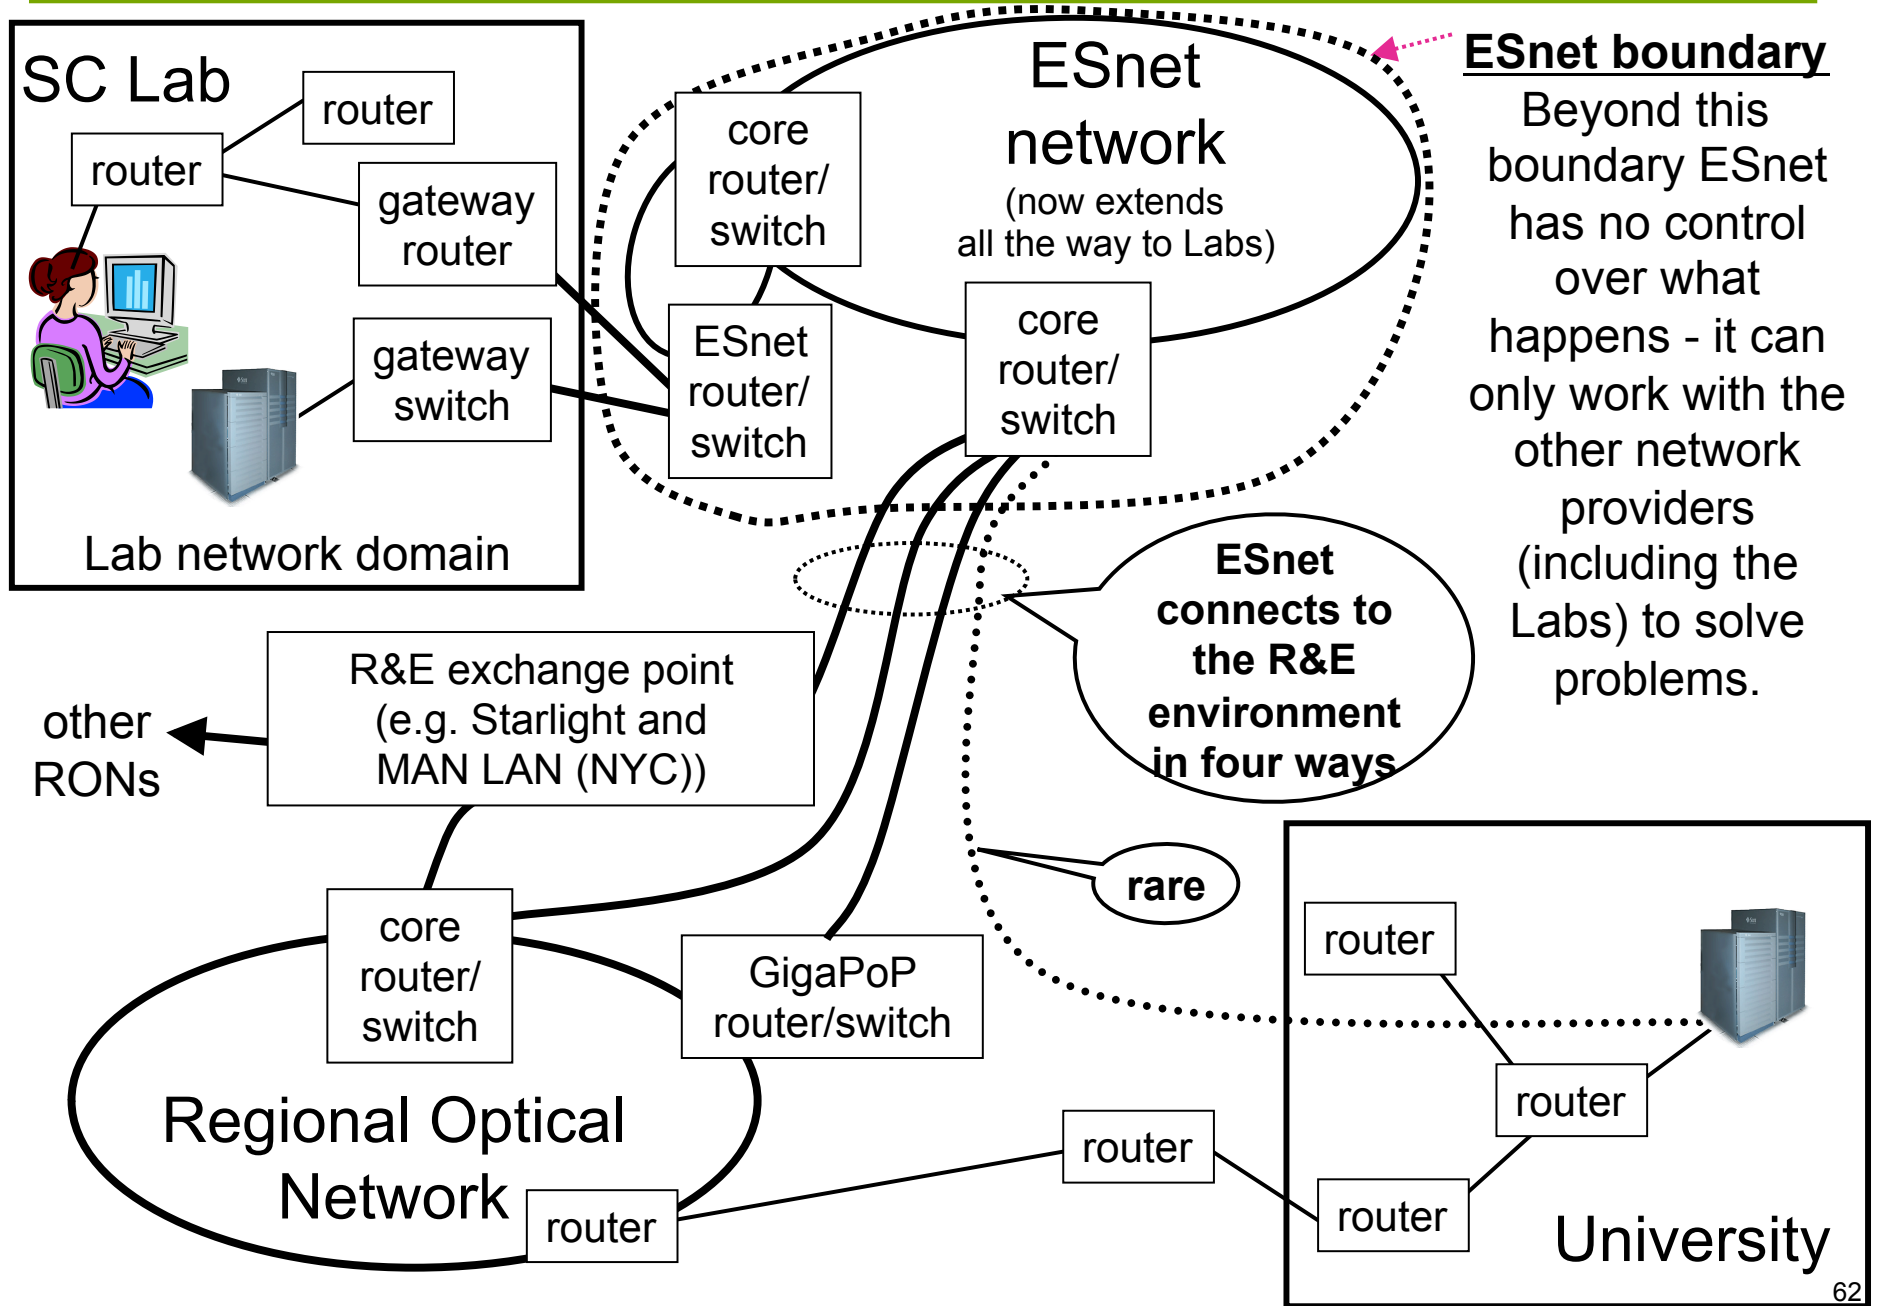 SC Lab
router
router
gateway
router
gateway
switch
Lab network domain
core
router/
switch
ESnet
network
(now extends
all the way to Labs)
ESnet
router/
switch
core
router/
switch
ESnet boundary
Beyond this
boundary ESnet
has no control
over what
happens - it can
only work with the
other network
providers
(including the
Labs) to solve
problems.
ESnet
connects to
the R&E
environment
in four ways
R&E exchange point
(e.g. Starlight and
MAN LAN (NYC))
other
RONs
rare
core
router/
switch
GigaPoP
router/switch
Regional Optical
Network
router
router
router
router
router
University
62